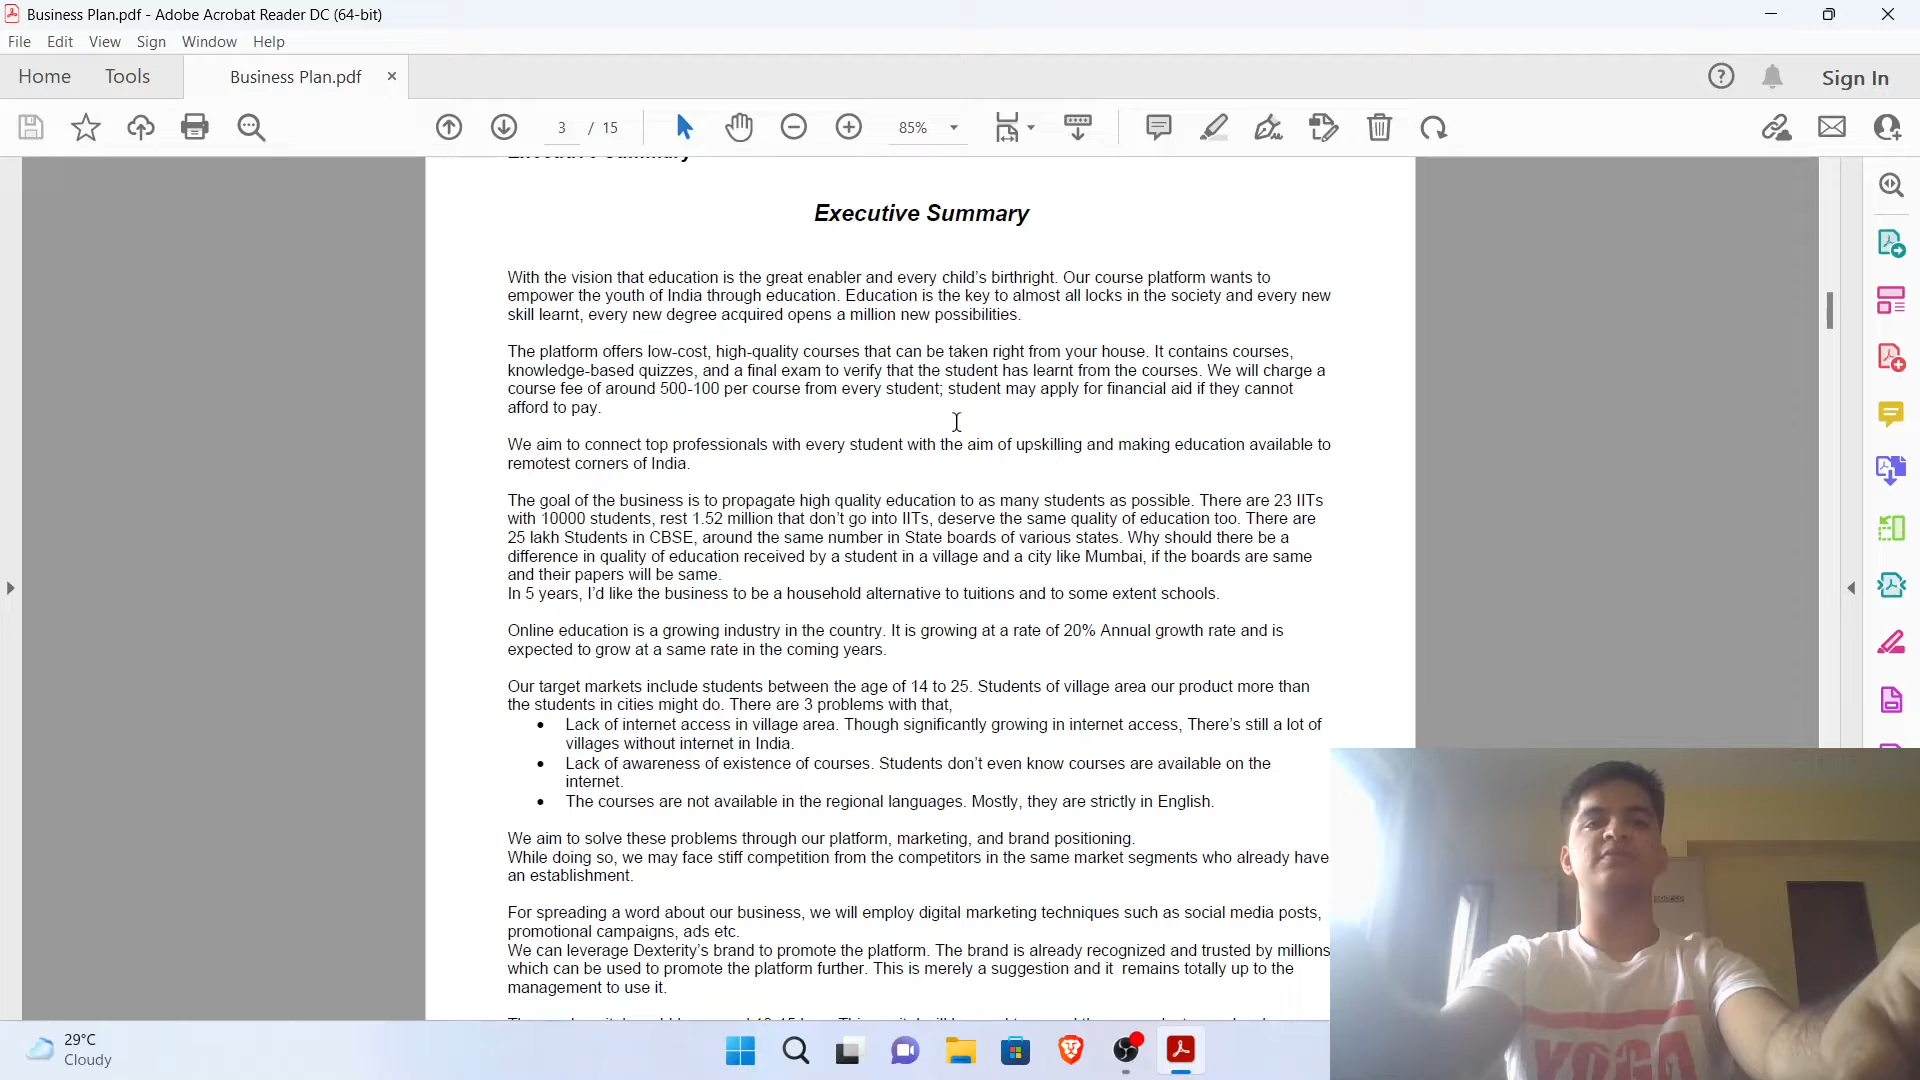 Business Plan.pdf - Adobe Acrobat Reader DC (64-bit)
File Edit View Sign Window Help
Home Tools Business Plan.pdf × Sign In
3 / 15 85%
Executive Summary
Executive Summary
With the vision that education is the great enabler and every child's birthright. Our course platform wants to
empower the youth of India through education. Education is the key to almost all locks in the society and every new
skill learnt, every new degree acquired opens a million new possibilities.
The platform offers low-cost, high-quality courses that can be taken right from your house. It contains courses,
knowledge-based quizzes, and a final exam to verify that the student has learnt from the courses. We will charge a
course fee of around 500-100 per course from every student; student may apply for financial aid if they cannot
afford to pay.
We aim to connect top professionals with every student with the aim of upskilling and making education available to
remotest corners of India.
The goal of the business is to propagate high quality education to as many students as possible. There are 23 IITs
with 10000 students, rest 1.52 million that don't go into IITs, deserve the same quality of education too. There are
25 lakh Students in CBSE, around the same number in State boards of various states. Why should there be a
difference in quality of education received by a student in a village and a city like Mumbai, if the boards are same
and their papers will be same.
In 5 years, I'd like the business to be a household alternative to tuitions and to some extent schools.
Online education is a growing industry in the country. It is growing at a rate of 20% Annual growth rate and is
expected to grow at a same rate in the coming years.
Our target markets include students between the age of 14 to 25. Students of village area our product more than
the students in cities might do. There are 3 problems with that,
• Lack of internet access in village area. Though significantly growing in internet access, There's still a lot of
villages without internet in India.
• Lack of awareness of existence of courses. Students don't even know courses are available on the
internet.
• The courses are not available in the regional languages. Mostly, they are strictly in English.
We aim to solve these problems through our platform, marketing, and brand positioning.
While doing so, we may face stiff competition from the competitors in the same market segments who already have
an establishment.
For spreading a word about our business, we will employ digital marketing techniques such as social media posts,
promotional campaigns, ads etc.
We can leverage Dexterity's brand to promote the platform. The brand is already recognized and trusted by millions
which can be used to promote the platform further. This is merely a suggestion and it remains totally up to the
management to use it.
29°C
Cloudy
YOGA